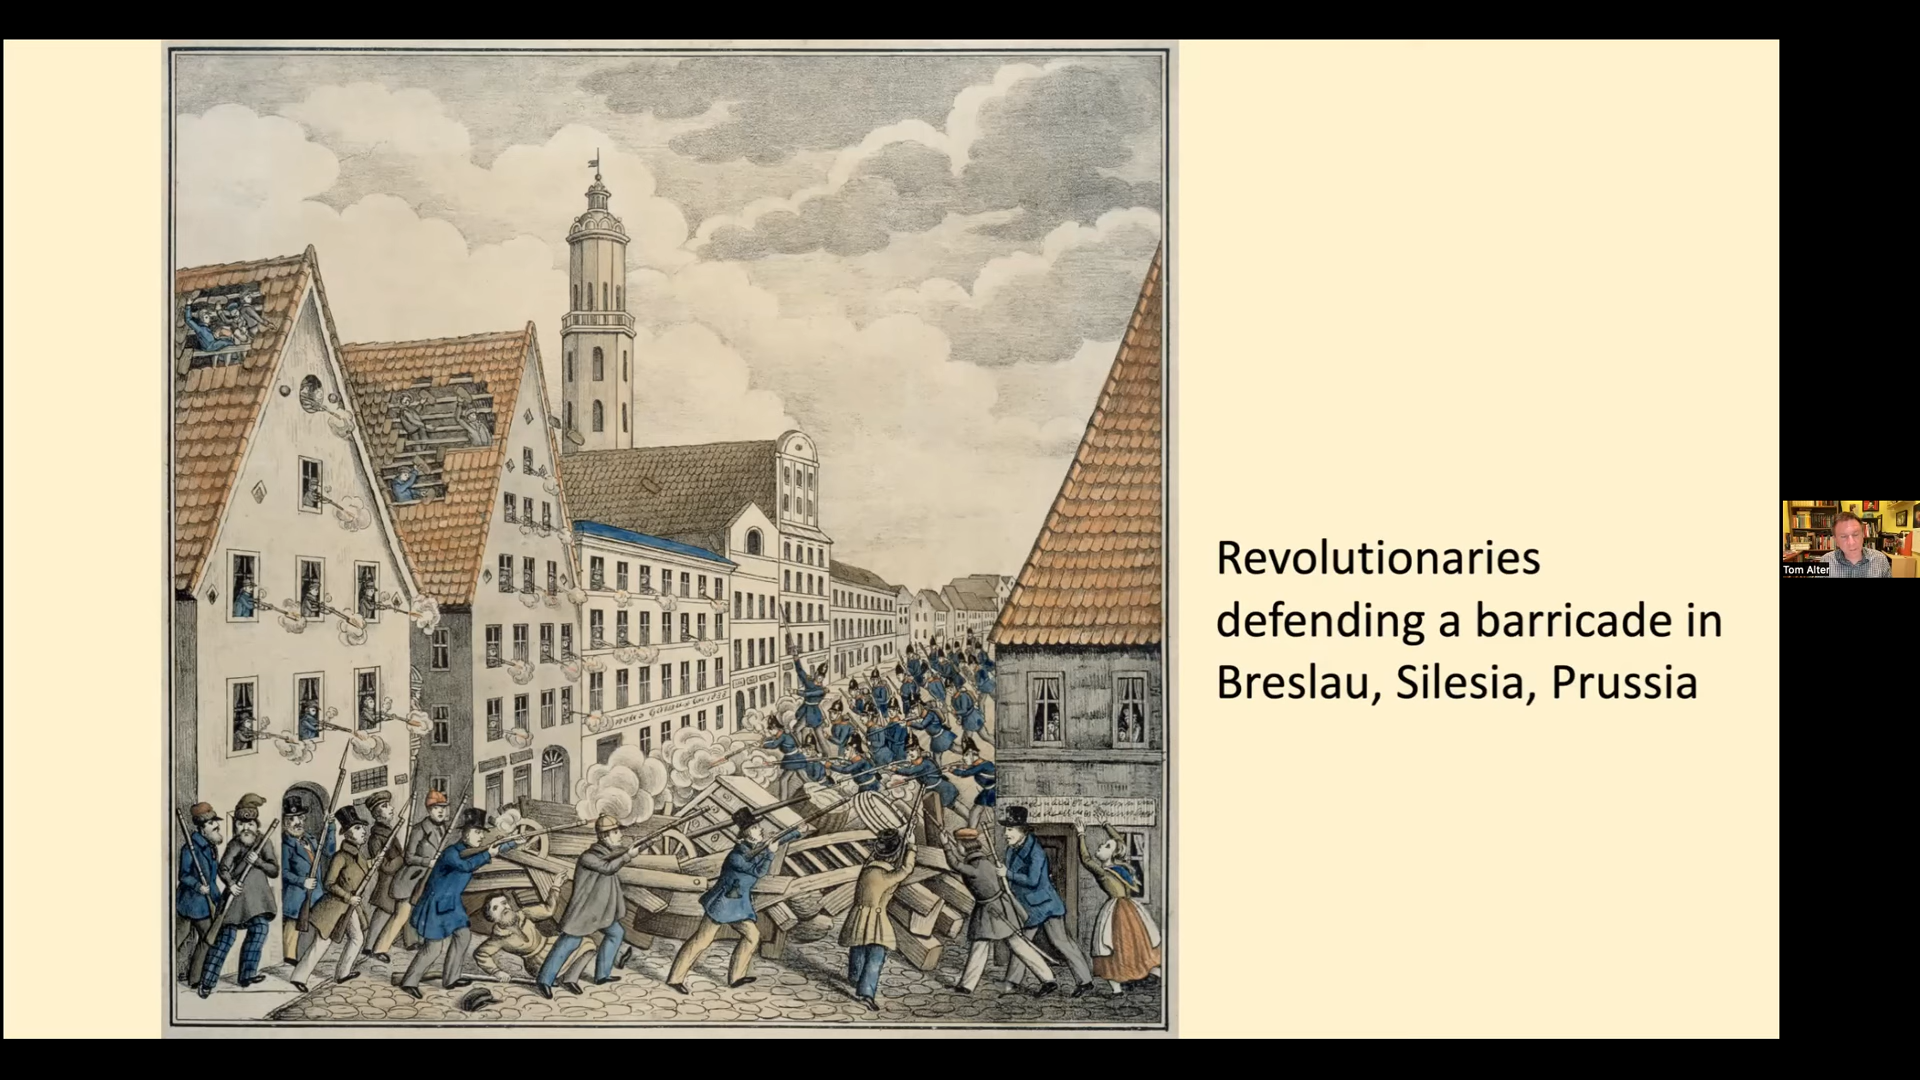 Revolutionaries
defending a barricade in
Breslau, Silesia, Prussia
Tom Alter